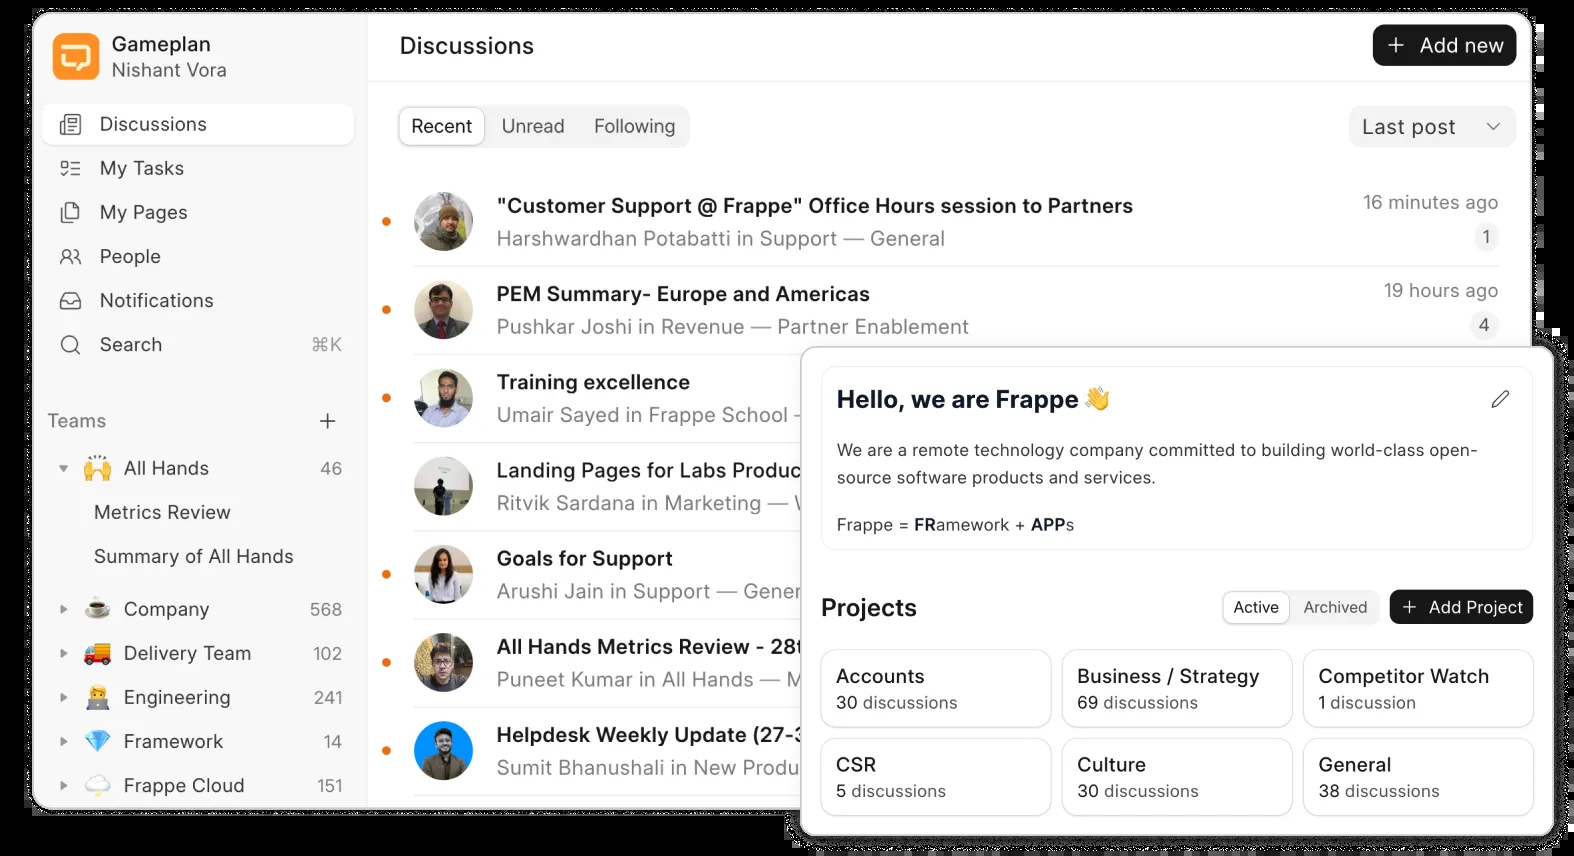 Gameplan
Nishant Vora
Discussions
My Tasks
My Pages
People
Notifications
Search ⌘K
Teams
All Hands 46
Metrics Review
Summary of All Hands
Company 568
Delivery Team 102
Engineering 241
Framework 14
Frappe Cloud 151
Discussions
Add new
Recent Unread Following
Last post
"Customer Support @ Frappe" Office Hours session to Partners
16 minutes ago
Harshwardhan Potabatti in Support — General
1
PEM Summary- Europe and Americas
19 hours ago
Pushkar Joshi in Revenue — Partner Enablement
4
Training excellence
Umair Sayed in Frappe School
Landing Pages for Labs
Ritvik Sardana in Marketing —
Goals for Support
Arushi Jain in Support —
All Hands Metrics Review -
Puneet Kumar in All Hands —
Helpdesk Weekly Update
Sumit Bhanushali in New
Hello, we are Frappe 👋
We are a remote technology company committed to building world-class open-
source software products and services.
Frappe = FRamework + APPs
Projects
Active Archived
Add Project
Accounts
30 discussions
Business / Strategy
69 discussions
Competitor Watch
1 discussion
CSR
5 discussions
Culture
30 discussions
General
38 discussions